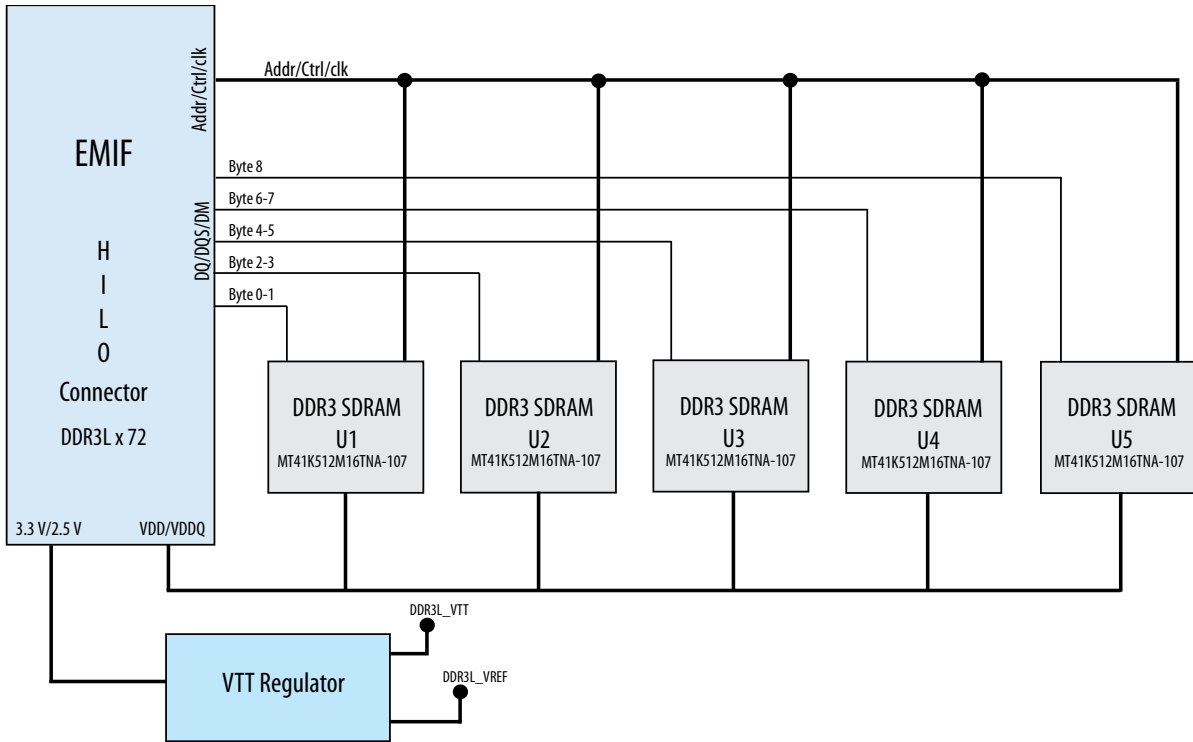 Addr/Ctrl/clk
Addr/Ctrl/clk
EMIF
H
I
L
O
Connector
DDR3L x 72
DQ/DQS/DM
Byte 8
Byte 6-7
Byte 4-5
Byte 2-3
Byte 0-1
3.3 V/2.5 V
VDD/VDDQ
DDR3 SDRAM
U1
MT41K512M16TNA-107
DDR3 SDRAM
U2
MT41K512M16TNA-107
DDR3 SDRAM
U3
MT41K512M16TNA-107
DDR3 SDRAM
U4
MT41K512M16TNA-107
DDR3 SDRAM
U5
MT41K512M16TNA-107
VTT Regulator
DDR3L_VTT
DDR3L_VREF